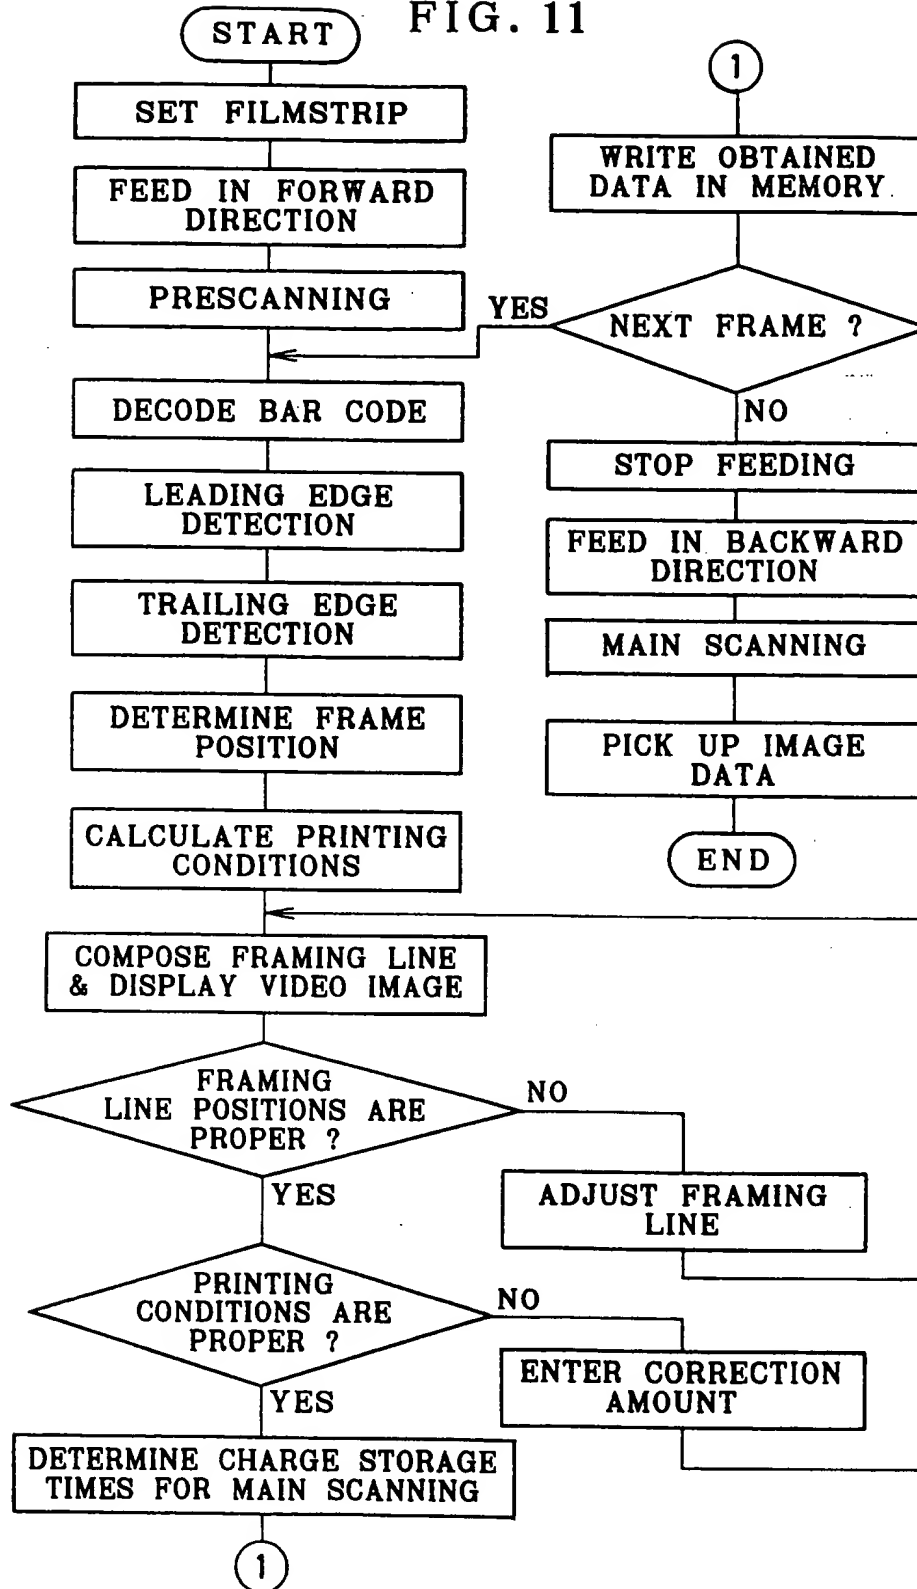 FIG. 11
START
SET FILMSTRIP
FEED IN FORWARD
DIRECTION
PRESCANNING
DECODE BAR CODE
LEADING EDGE
DETECTION
TRAILING EDGE
DETECTION
DETERMINE FRAME
POSITION
CALCULATE PRINTING
CONDITIONS
COMPOSE FRAMING LINE
& DISPLAY VIDEO IMAGE
FRAMING
LINE POSITIONS ARE
PROPER ?
NO
YES
ADJUST FRAMING
LINE
PRINTING
CONDITIONS ARE
PROPER ?
NO
YES
ENTER CORRECTION
AMOUNT
DETERMINE CHARGE STORAGE
TIMES FOR MAIN SCANNING
1
1
WRITE OBTAINED
DATA IN MEMORY
NEXT FRAME ?
YES
NO
STOP FEEDING
FEED IN BACKWARD
DIRECTION
MAIN SCANNING
PICK UP IMAGE
DATA
END